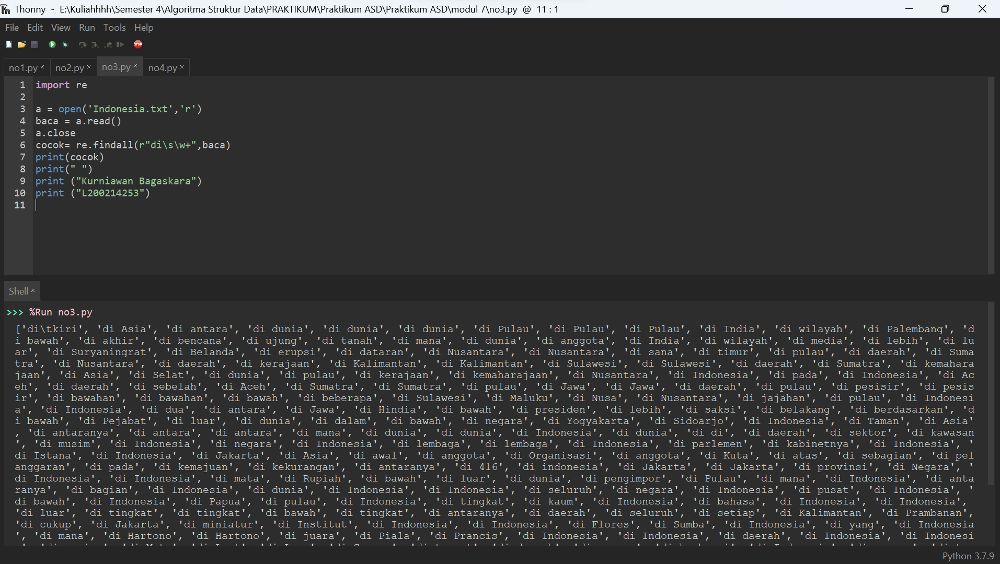 Thonny - E:\Kuliahhhh\Semester 4\Algoritma Struktur Data\PRAKTIKUM\Praktikum ASD\Praktikum ASD\modul 7\no3.py @ 11 : 1
File Edit View Run Tools Help
STOP
no1.py × no2.py × no3.py × no4.py ×
1 import re
2
3 a = open('Indonesia.txt','r')
4 baca = a.read()
5 a.close
6 cocok= re.findall(r"di\s\w+",baca)
7 print(cocok)
8 print(" ")
9 print ("Kurniawan Bagaskara")
10 print ("L200214253")
11
Shell ×
>>> %Run no3.py
['di\tkiri', 'di Asia', 'di antara', 'di dunia', 'di dunia', 'di dunia', 'di Pulau', 'di Pulau', 'di Pulau', 'di India', 'di wilayah', 'di Palembang', 'd
i bawah', 'di akhir', 'di bencana', 'di ujung', 'di tanah', 'di mana', 'di dunia', 'di anggota', 'di India', 'di wilayah', 'di media', 'di lebih', 'di lu
ar', 'di Suryaningrat', 'di Belanda', 'di erupsi', 'di dataran', 'di Nusantara', 'di Nusantara', 'di sana', 'di timur', 'di pulau', 'di daerah', 'di Suma
tra', 'di Nusantara', 'di daerah', 'di kerajaan', 'di Kalimantan', 'di Kalimantan', 'di Sulawesi', 'di Sulawesi', 'di daerah', 'di Sumatra', 'di kemahara
jaan', 'di Asia', 'di Selat', 'di dunia', 'di pulau', 'di kerajaan', 'di kemaharajaan', 'di Nusantara', 'di Indonesia', 'di pada', 'di Indonesia', 'di Ac
eh', 'di daerah', 'di sebelah', 'di Aceh', 'di Sumatra', 'di Sumatra', 'di pulau', 'di Jawa', 'di Jawa', 'di daerah', 'di pulau', 'di pesisir', 'di pesis
ir', 'di bawahan', 'di bawahan', 'di bawah', 'di beberapa', 'di Sulawesi', 'di Maluku', 'di Nusa', 'di Nusantara', 'di jajahan', 'di pulau', 'di Indonesi
a', 'di Indonesia', 'di dua', 'di antara', 'di Jawa', 'di Hindia', 'di bawah', 'di presiden', 'di lebih', 'di saksi', 'di belakang', 'di berdasarkan', 'd
i bawah', 'di Pejabat', 'di luar', 'di dunia', 'di dalam', 'di bawah', 'di negara', 'di Yogyakarta', 'di Sidoarjo', 'di Indonesia', 'di Taman', 'di Asia'
, 'di antaranya', 'di antara', 'di antara', 'di mana', 'di dunia', 'di dunia', 'di Indonesia', 'di dunia', 'di di', 'di daerah', 'di sektor', 'di kawasan
', 'di musim', 'di Indonesia', 'di negara', 'di Indonesia', 'di lembaga', 'di lembaga', 'di Indonesia', 'di parlemen', 'di kabinetnya', 'di Indonesia', '
di Istana', 'di Indonesia', 'di Jakarta', 'di Asia', 'di awal', 'di anggota', 'di Organisasi', 'di anggota', 'di Kuta', 'di atas', 'di sebagian', 'di pel
anggaran', 'di pada', 'di kemajuan', 'di kekurangan', 'di antaranya', 'di 416', 'di indonesia', 'di Jakarta', 'di Jakarta', 'di provinsi', 'di Negara', '
di Indonesia', 'di Indonesia', 'di mata', 'di Rupiah', 'di bawah', 'di luar', 'di dunia', 'di pengimpor', 'di Pulau', 'di mana', 'di Indonesia', 'di anta
ranya', 'di bagian', 'di Indonesia', 'di dunia', 'di Indonesia', 'di Indonesia', 'di seluruh', 'di negara', 'di Indonesia', 'di pusat', 'di Indonesia', '
di bawah', 'di Indonesia', 'di Papua', 'di pulau', 'di Indonesia', 'di tingkat', 'di kaum', 'di Indonesia', 'di bahasa', 'di Indonesia', 'di Indonesia',
'di luar', 'di tingkat', 'di tingkat', 'di bawah', 'di tingkat', 'di antaranya', 'di daerah', 'di seluruh', 'di setiap', 'di Kalimantan', 'di Prambanan',
'di cukup', 'di Jakarta', 'di miniatur', 'di Institut', 'di Indonesia', 'di Indonesia', 'di Flores', 'di Sumba', 'di Indonesia', 'di yang', 'di Indonesia
', 'di mana', 'di Hartono', 'di Hartono', 'di juara', 'di Piala', 'di Prancis', 'di Indonesia', 'di Indonesia', 'di daerah', 'di Indonesia', 'di Indonesi
Python 3.7.9